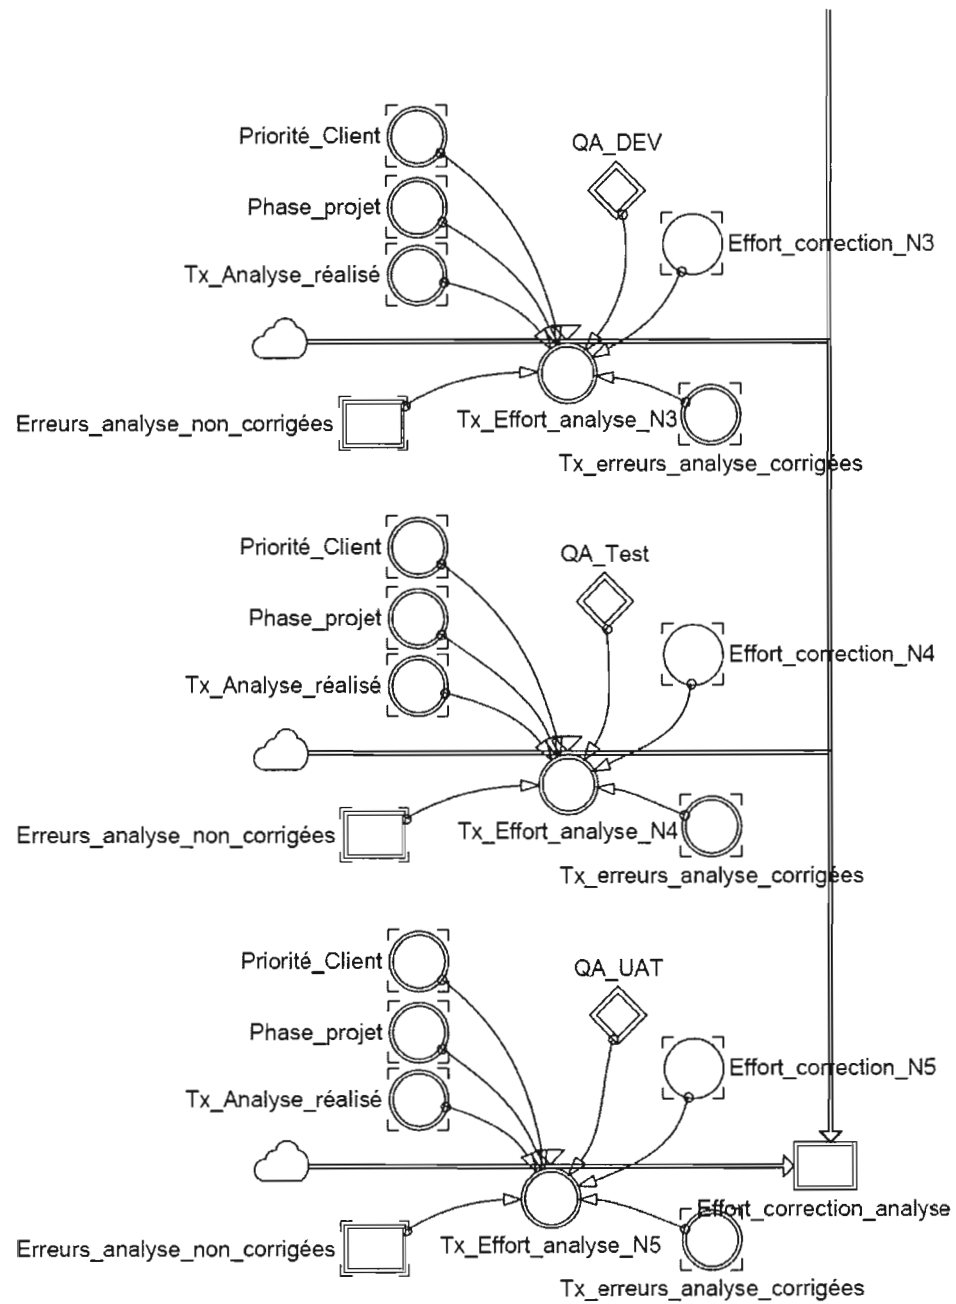 Priorité_Client
QA_DEV
Phase_projet
Effort_correction_N3
Tx_Analyse_réalisé
Erreurs_analyse_non_corrigées
Tx_Effort_analyse_N3
Tx_erreurs_analyse_corrigées
Priorité_Client
QA_Test
Phase_projet
Effort_correction_N4
Tx_Analyse_réalisé
Erreurs_analyse_non_corrigées
Tx_Effort_analyse_N4
Tx_erreurs_analyse_corrigées
Priorité_Client
QA_UAT
Phase_projet
Effort_correction_N5
Tx_Analyse_réalisé
Effort_correction_analyse
Erreurs_analyse_non_corrigées
Tx_Effort_analyse_N5
Tx_erreurs_analyse_corrigées